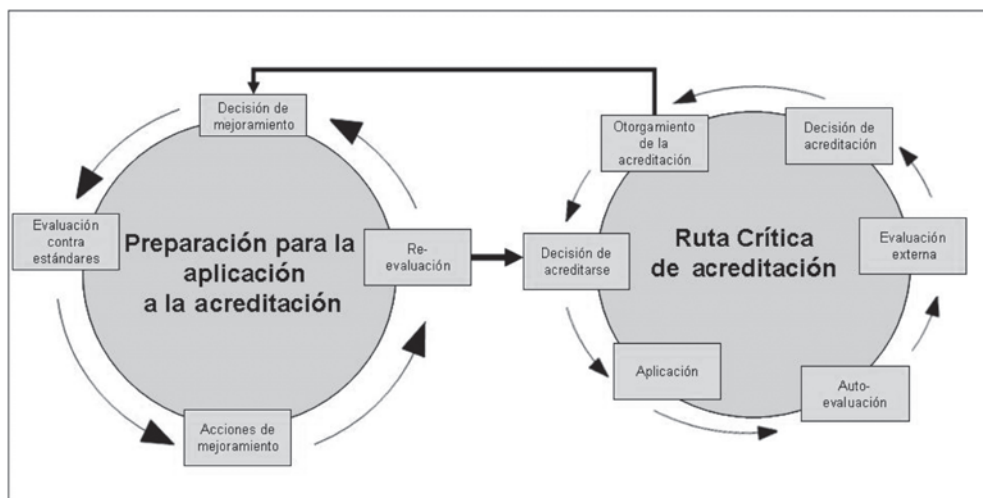 Decisión de
mejoramiento
Evaluación
contra
estándares
Preparación para la
aplicación
a la acreditación
Re-
evaluación
Acciones de
mejoramiento
Otorgamiento
de la
acreditación
Decisión de
acreditación
Decisión de
acreditarse
Ruta Crítica
de acreditación
Evaluación
externa
Aplicación
Auto-
evaluación